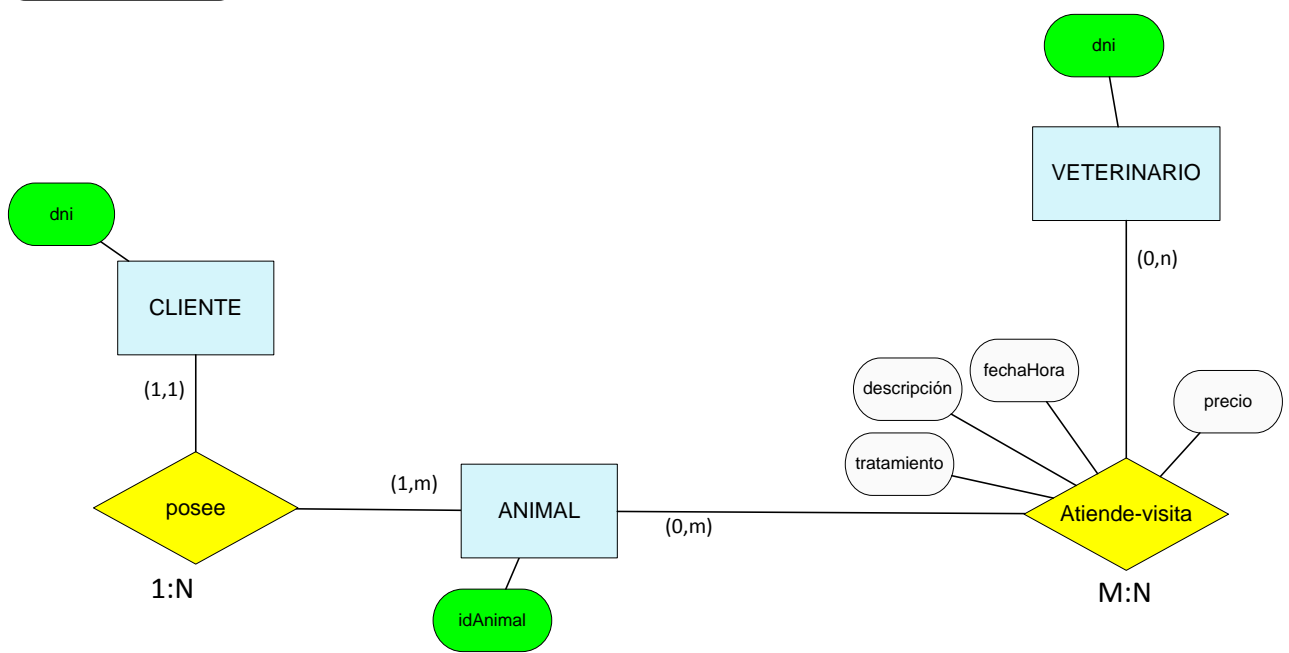 dni
VETERINARIO
(0,n)
dni
CLIENTE
(1,1)
descripción
fechaHora
precio
tratamiento
posee
(1,m)
ANIMAL
(0,m)
Atiende-visita
1:N
M:N
idAnimal